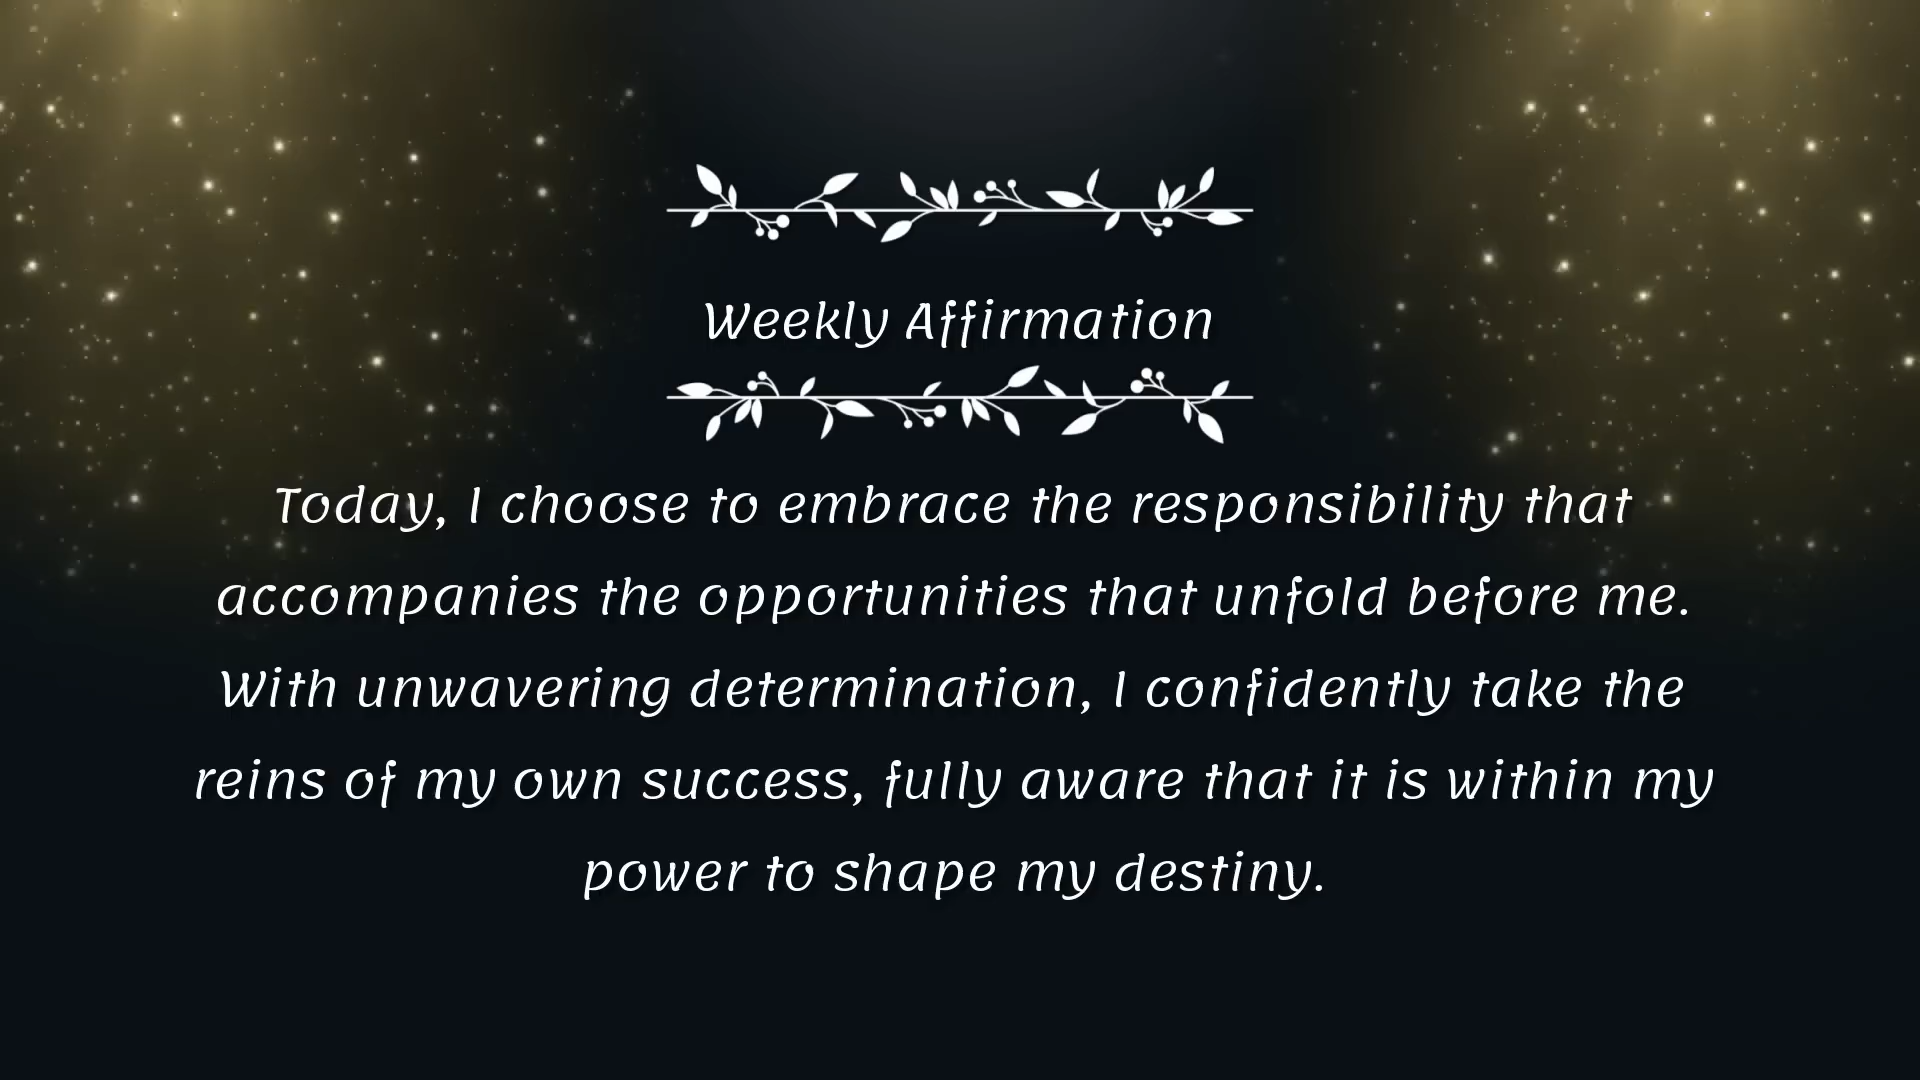 Weekly Affirmation
Today, I choose to embrace the responsibility that
accompanies the opportunities that unfold before me.
With unwavering determination, I confidently take the
reins of my own success, fully aware that it is within my
power to shape my destiny.